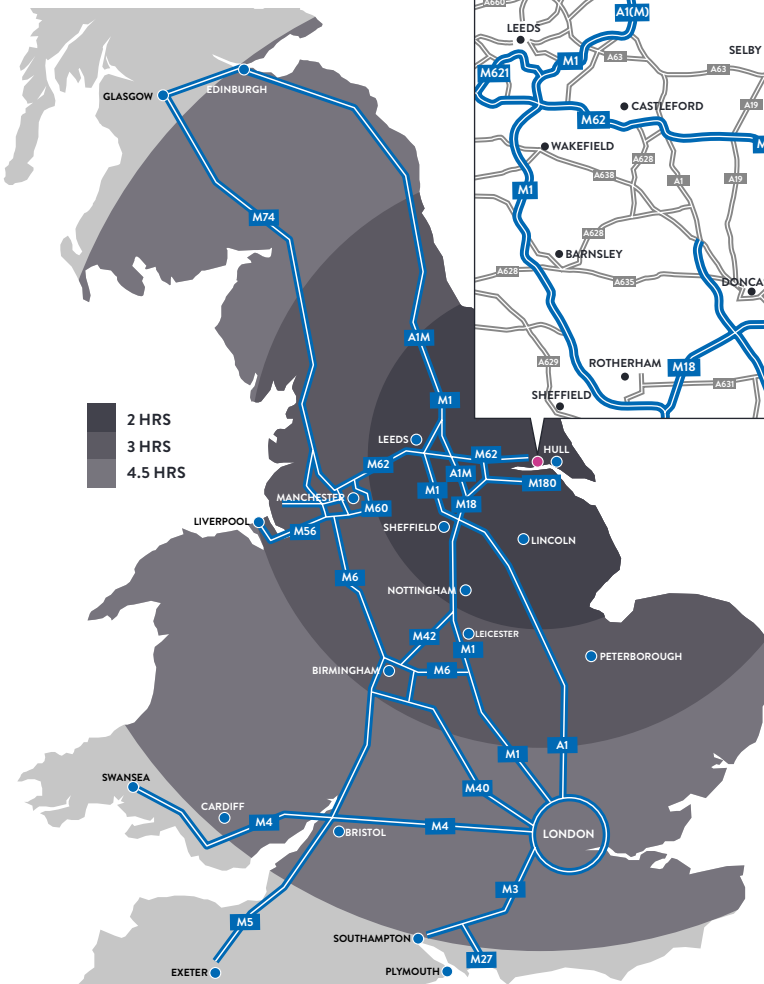 A660
A1(M)
LEEDS
SELBY
M1
A63
A63
M621
A19
CASTLEFORD
M62
M
WAKEFIELD
A628
A638
A1
A19
M1
A628
BARNSLEY
A628
A635
DONCA
A629
ROTHERHAM
M18
A631
SHEFFIELD
GLASGOW
EDINBURGH
M74
A1M
M1
2 HRS
3 HRS
4.5 HRS
LEEDS
HULL
M62
M62
A1M
M180
M1
MANCHESTER
M18
M60
LIVERPOOL
M56
SHEFFIELD
LINCOLN
M6
NOTTINGHAM
M42
LEICESTER
M1
PETERBOROUGH
BIRMINGHAM
M6
A1
M1
SWANSEA
M40
CARDIFF
M4
M4
BRISTOL
LONDON
M3
M5
SOUTHAMPTON
M27
EXETER
PLYMOUTH